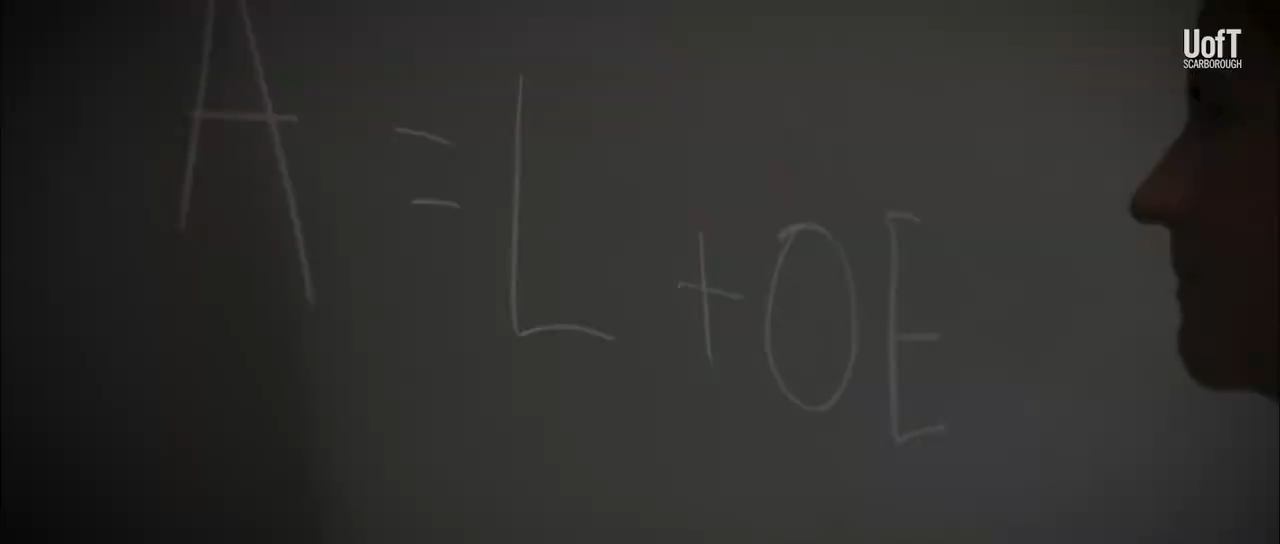 UofT
SCARBOROUGH
A = L + OE